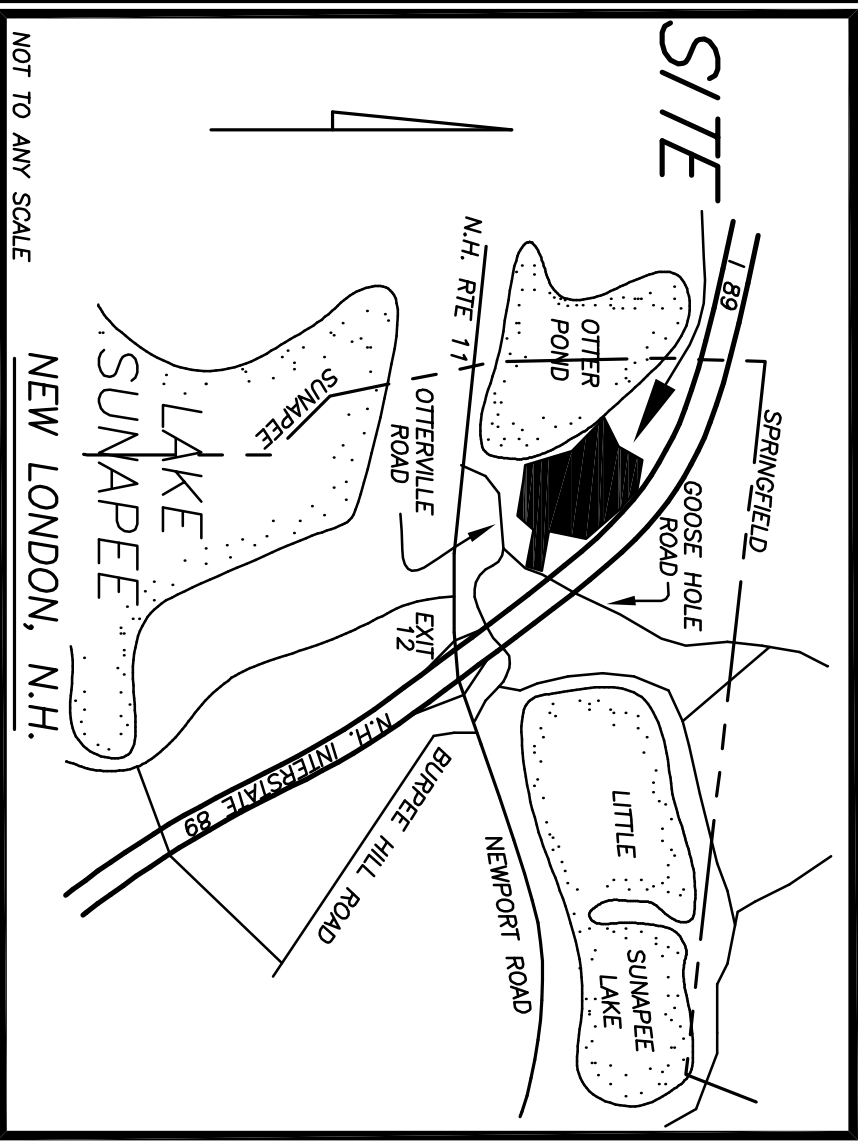 SITE
I 89
SPRINGFIELD
GOOSE HOLE
ROAD
OTTER
POND
N.H. RTE 11
OTTERVILLE
ROAD
SUNAPEE
SUNAPEE
LAKE
SUNAPEE
EXIT
12
LITTLE
SUNAPEE
LAKE
NEWPORT ROAD
BURPEE HILL ROAD
N.H. INTERSTATE 89
NEW LONDON, N.H.
NOT TO ANY SCALE